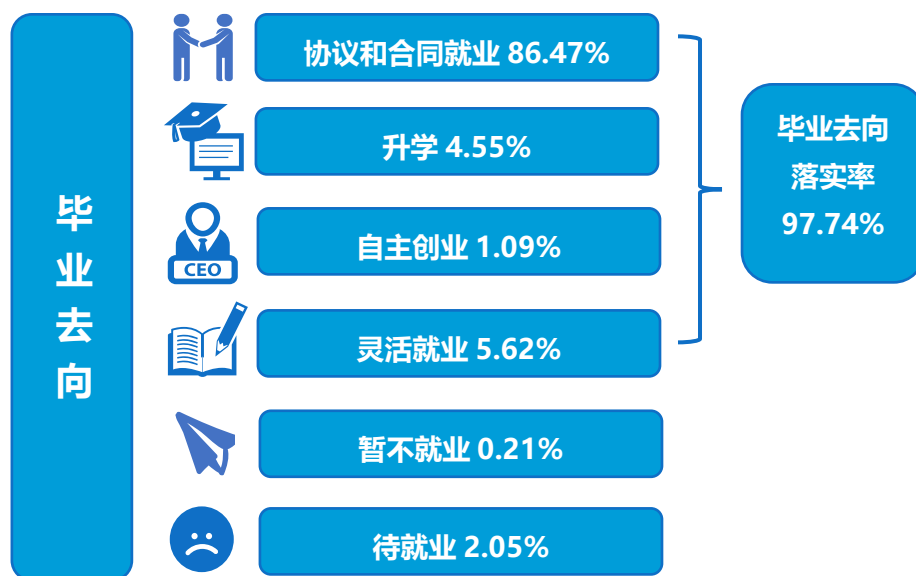 毕业去向
协议和合同就业 86.47%
升学 4.55%
CEO
自主创业 1.09%
灵活就业 5.62%
暂不就业 0.21%
待就业 2.05%
毕业去向
落实率
97.74%